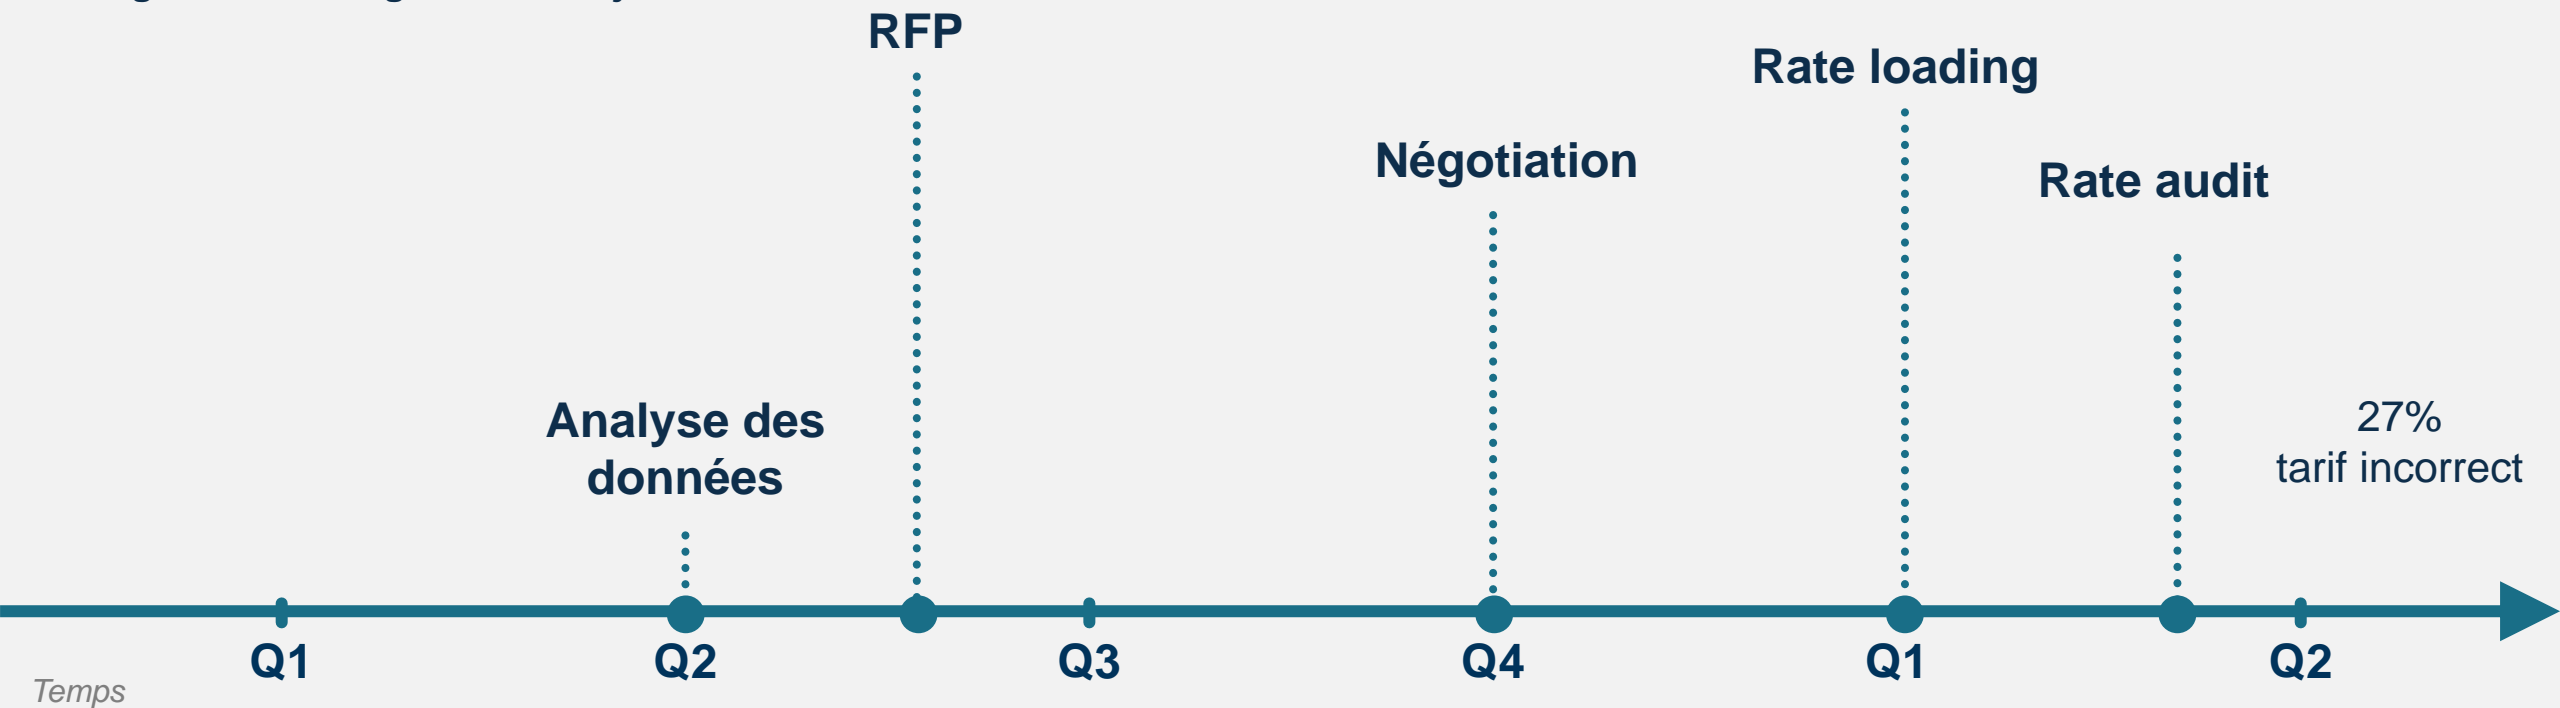 RFP
Rate loading
Négotiation
Rate audit
Analyse des
données
27%
tarif incorrect
Q1
Q2
Q3
Q4
Q1
Q2
Temps